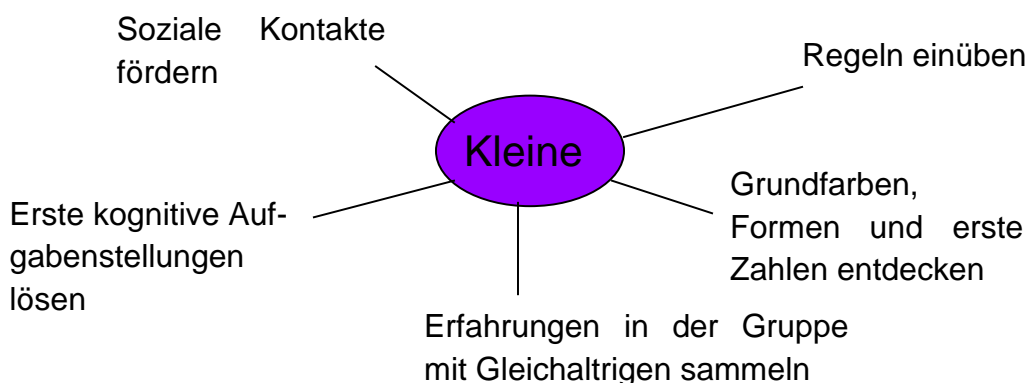 Soziale Kontakte
fördern
Regeln einüben
Kleine
Grundfarben,
Formen und erste
Zahlen entdecken
Erste kognitive Auf-
gabenstellungen
lösen
Erfahrungen in der Gruppe
mit Gleichaltrigen sammeln